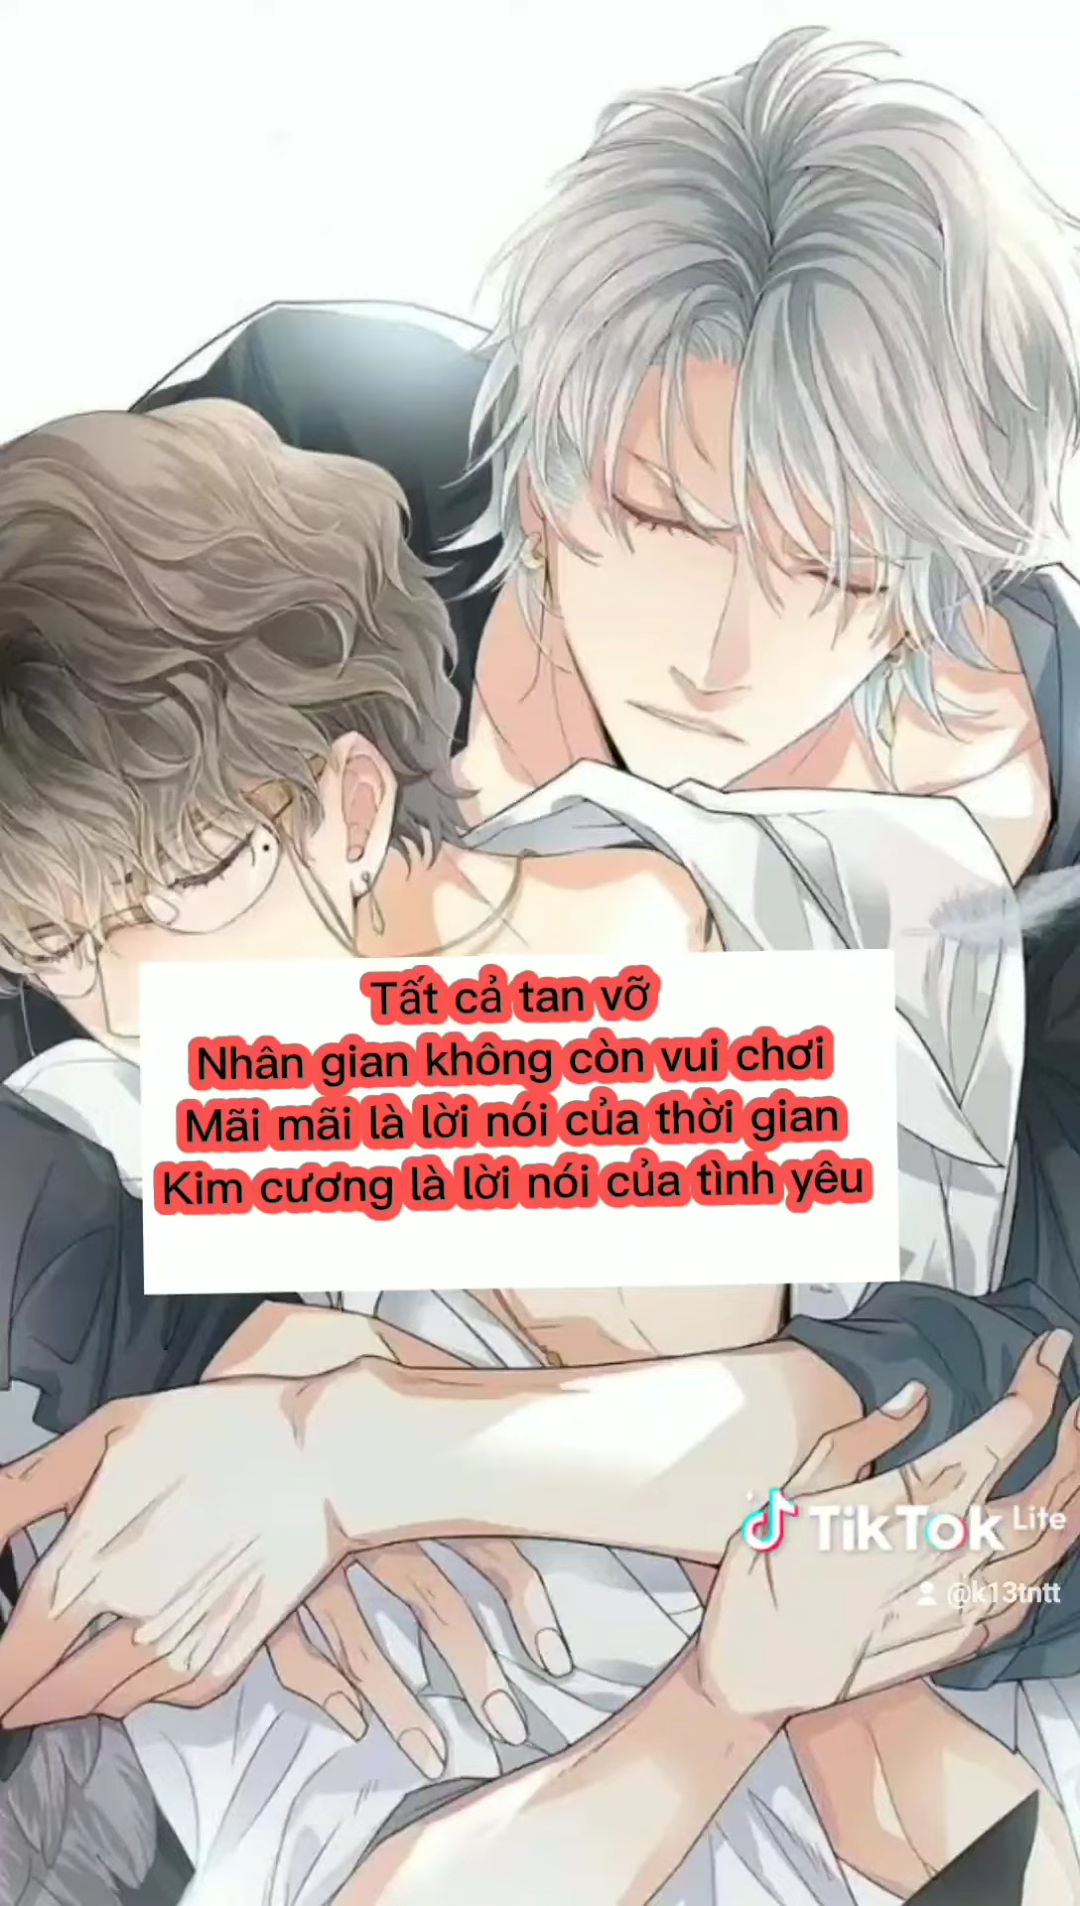 Tất cả tan vỡ
Nhân gian không còn vui chơi
Mãi mãi là lời nói của thời gian
Kim cương là lời nói của tình yêu
TikTok Lite
@k13tntt